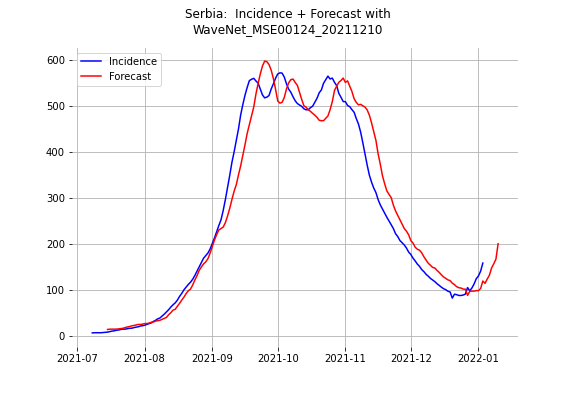 Serbia:  Incidence + Forecast with
WaveNet_MSE00124_20211210
Incidence
Forecast
600
500
400
300
200
100
0
2021-07 2021-08 2021-09 2021-10 2021-11 2021-12 2022-01